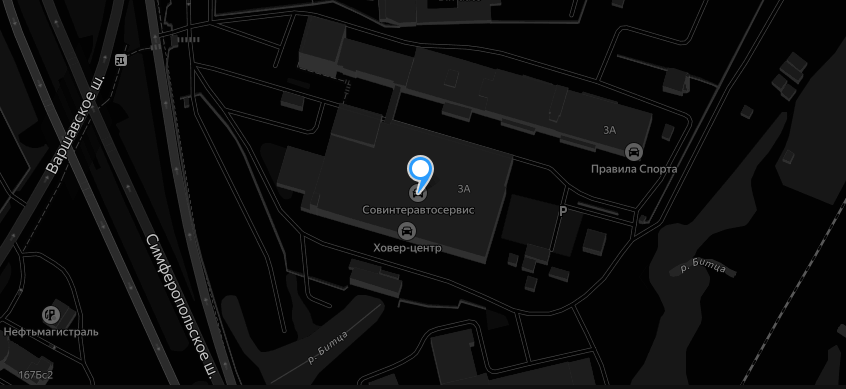 Варшавское ш.
3А
Правила Спорта
3А
Совинтеравтосервис
Ховер-центр
P
Симферопольское ш.
р. Битца
Нефтьмагистраль
р. Битца
167Бс2